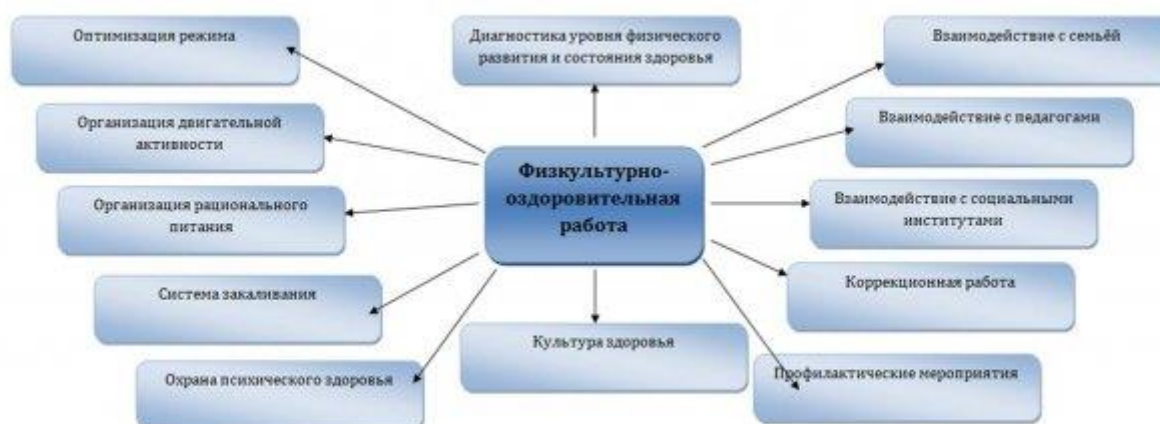 Оптимизация режима
Диагностика уровня физического
развития и состояния здоровья
Взаимодействие с семьёй
Организация двигательной
активности
Взаимодействие с педагогами
Физкультурно-
оздоровительная
работа
Организация рационального
питания
Взаимодействие с социальными
институтами
Система закаливания
Коррекционная работа
Культура здоровья
Охрана психического здоровья
Профилактические мероприятия